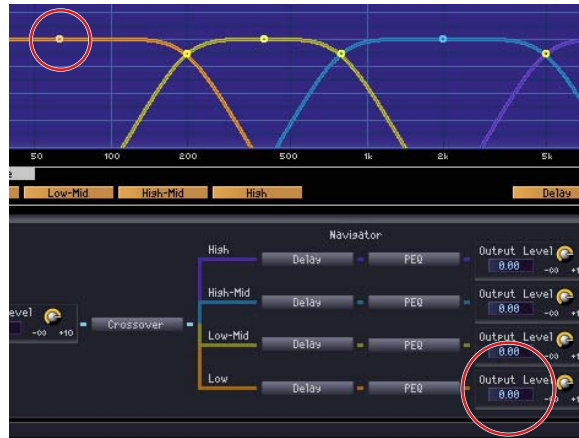 50 100 200 500 1k 2k 5k
Low-Mid High-Mid High Delay
Navigator
High Delay PEQ Output Level 0.00 -∞
High-Mid Delay PEQ Output Level 0.00 -∞
+10 Crossover
Low-Mid Delay PEQ Output Level 0.00 -∞
Low Delay PEQ Output Level 0.00 -∞